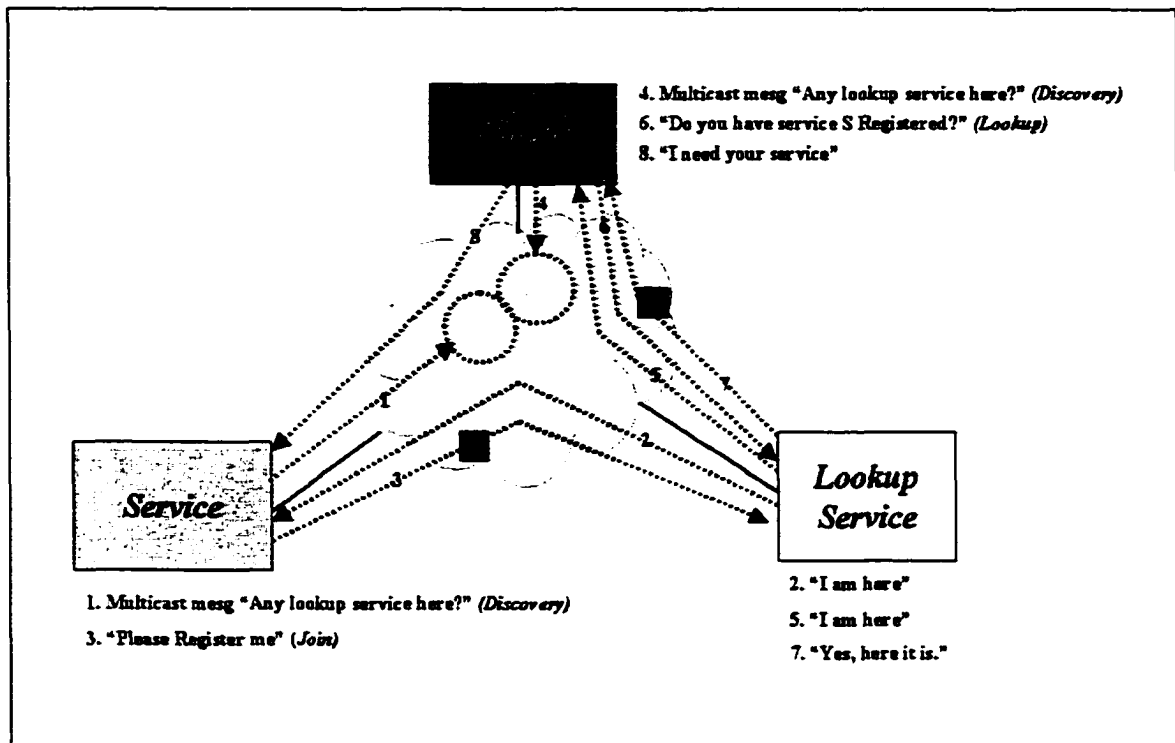 4. Multicast mesg "Any lookup service here?" (Discovery)
6. "Do you have service S Registered?" (Lookup)
8. "I need your service"
4
8
6
5
7
1
2
3
Service
Lookup
Service
1. Multicast mesg "Any lookup service here?" (Discovery)
3. "Please Register me" (Join)
2. "I am here"
5. "I am here"
7. "Yes, here it is."